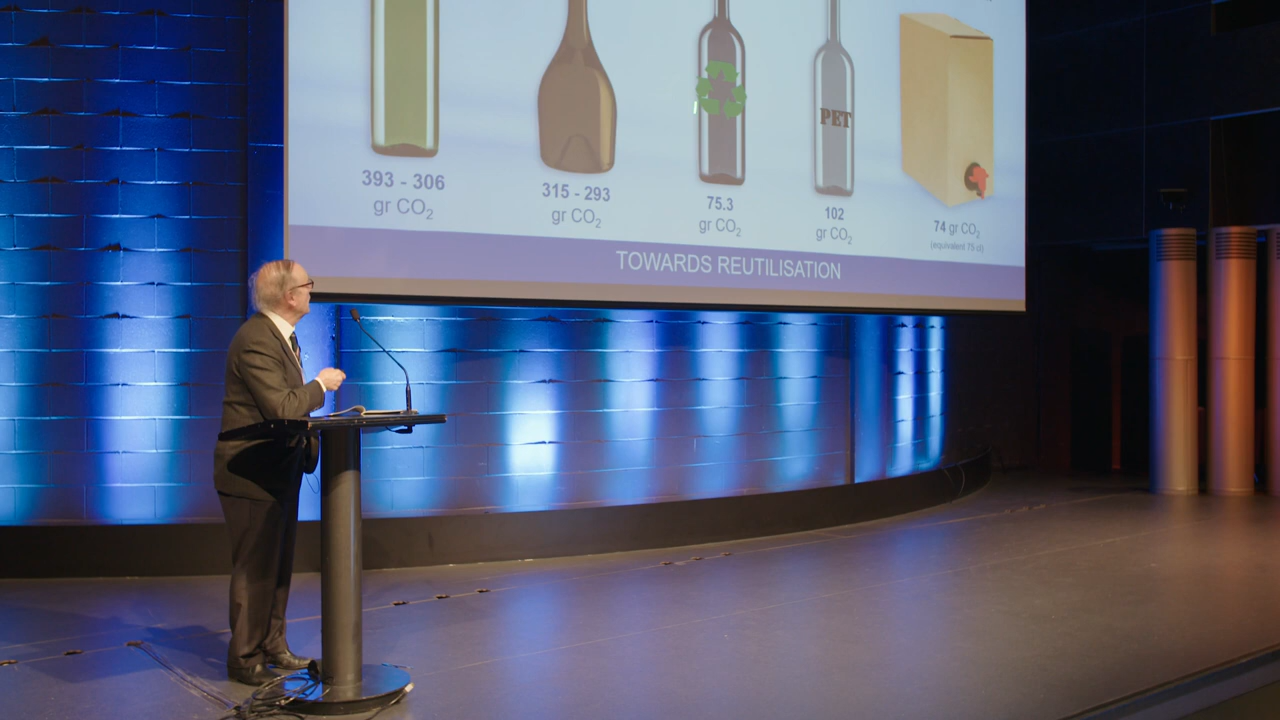 393 - 306
gr CO₂
315 - 293
gr CO₂
75.3
gr CO₂
PET
102
gr CO₂
74 gr CO₂
(equivalent 75 cl)
TOWARDS REUTILISATION